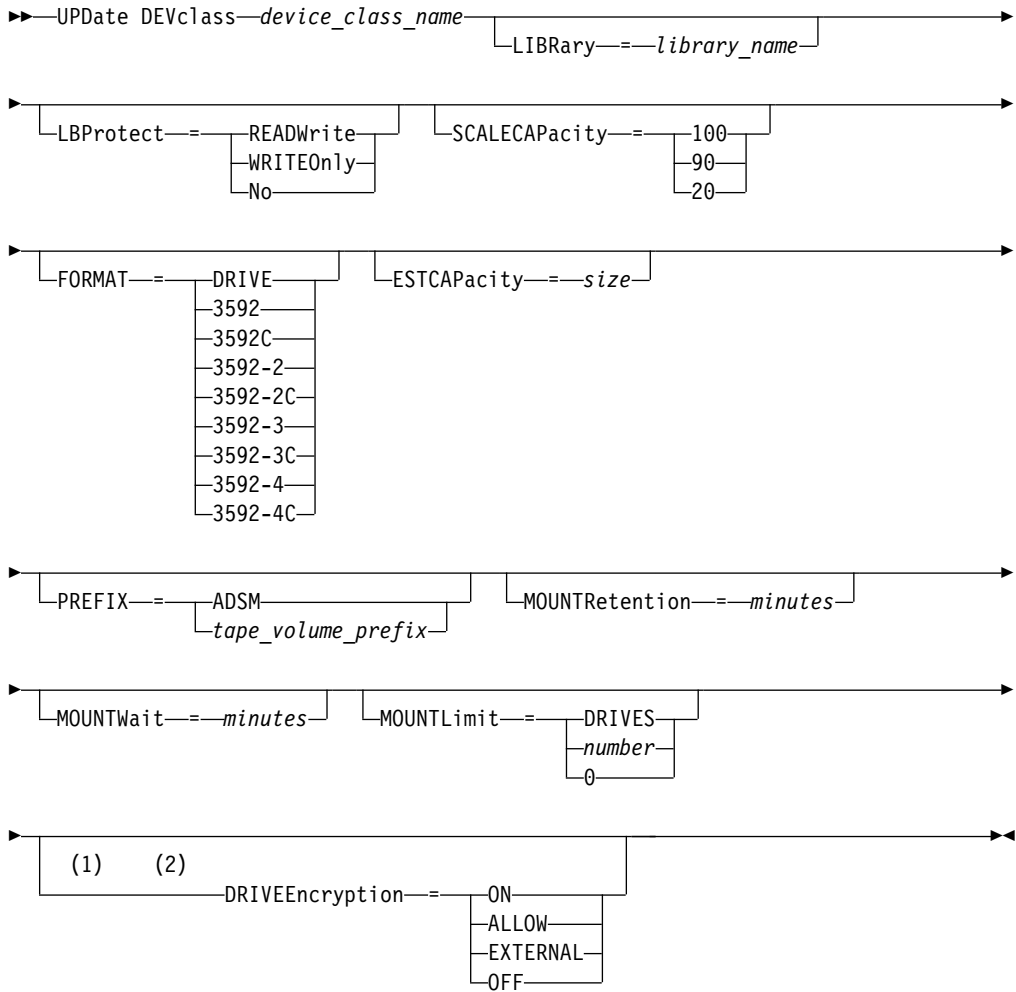 UPDate DEVclass device_class_name
LIBRary = library_name
LBProtect = READWrite
WRITEOnly
No
SCALECAPacity = 100
90
20
FORMAT = DRIVE
3592
3592C
3592-2
3592-2C
3592-3
3592-3C
3592-4
3592-4C
ESTCAPacity = size
PREFIX = ADSM
tape_volume_prefix
MOUNTRetention = minutes
MOUNTWait = minutes
MOUNTLimit = DRIVES
number
0
(1) (2)
DRIVEEncryption = ON
ALLOW
EXTERNAL
OFF